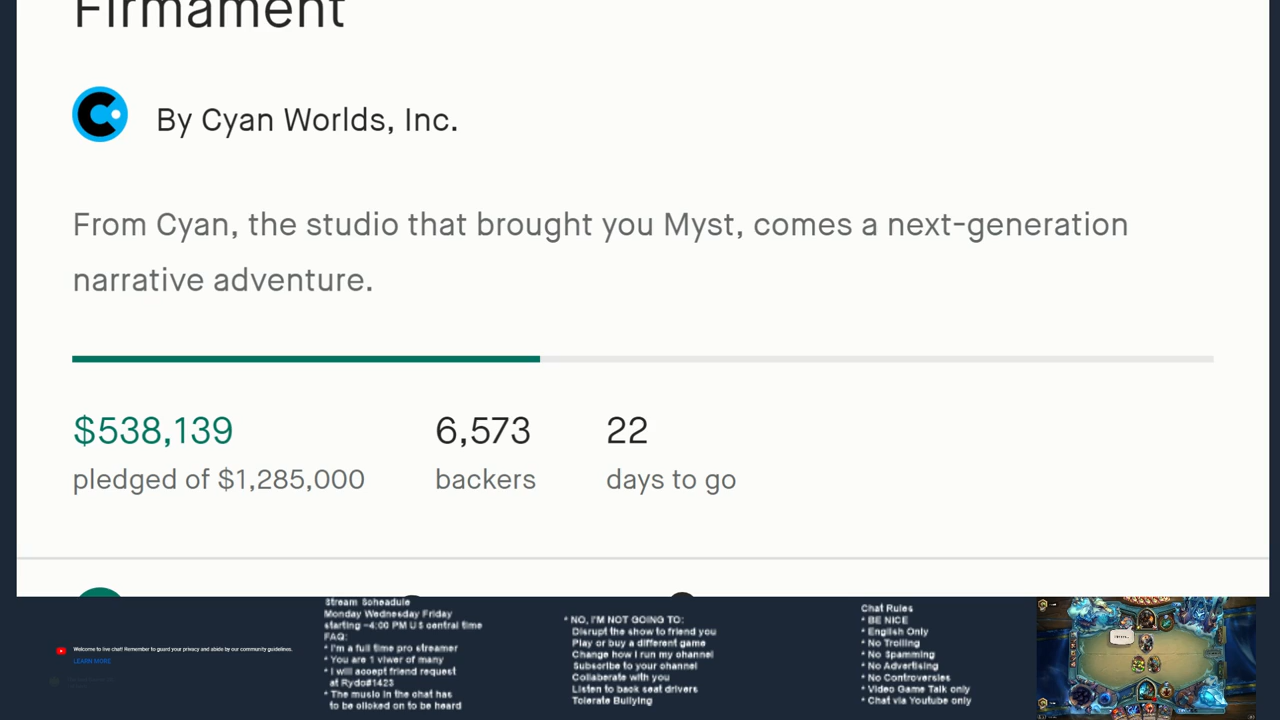 Firmament
By Cyan Worlds, Inc.
From Cyan, the studio that brought you Myst, comes a next-generation
narrative adventure.
$538,139
pledged of $1,285,000
6,573
backers
22
days to go
Welcome to live chat! Remember to guard your privacy and abide by our community guidelines.
LEARN MORE
Stream Scheadule
Monday Wednesday Friday
starting ~4:00 PM US central time
FAQ:
* I'm a full time pro streamer
* You are 1 viwer of many
* I will accept friend request
at Rydo#1423
* The music in the chat has
to be clicked on to be heard
* NO, I'M NOT GOING TO:
Disrupt the show to friend you
Play or buy a different game
Change how I run my channel
Subscribe to your channel
Collaberate with you
Listen to back seat drivers
Tolerate Bullying
Chat Rules
* BE NICE
* English Only
* No Trolling
* No Spamming
* No Advertising
* No Controversies
* Video Game Talk only
* Chat via Youtube only